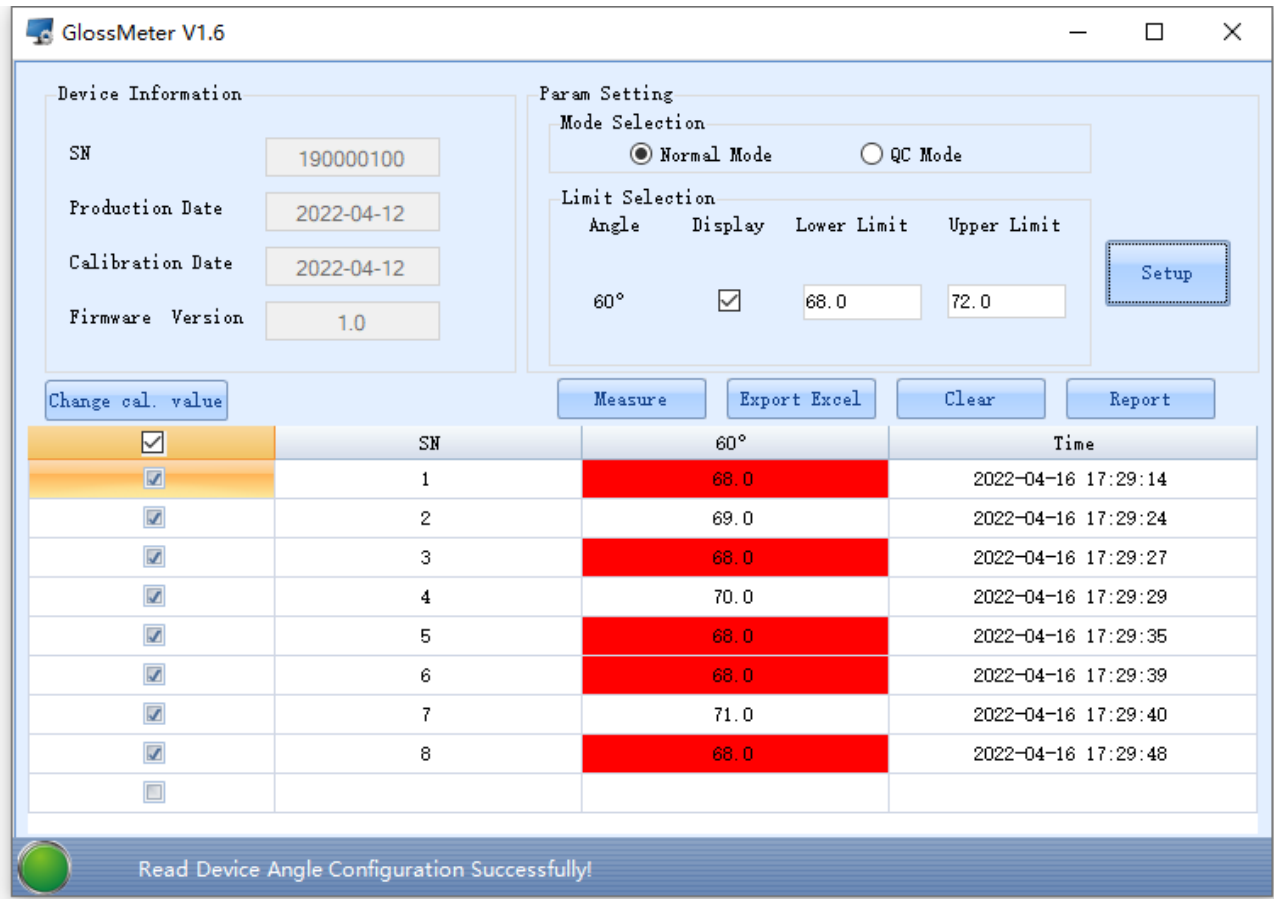 GlossMeter V1.6
Device Information
SN 190000100
Production Date 2022-04-12
Calibration Date 2022-04-12
Firmware Version 1.0
Param Setting
Mode Selection
Normal Mode QC Mode
Limit Selection
Angle Display Lower Limit Upper Limit
60° 68.0 72.0
Setup
Change cal. value Measure Export Excel Clear Report
SN 60° Time
1 68.0 2022-04-16 17:29:14
2 69.0 2022-04-16 17:29:24
3 68.0 2022-04-16 17:29:27
4 70.0 2022-04-16 17:29:29
5 68.0 2022-04-16 17:29:35
6 68.0 2022-04-16 17:29:39
7 71.0 2022-04-16 17:29:40
8 68.0 2022-04-16 17:29:48
Read Device Angle Configuration Successfully!